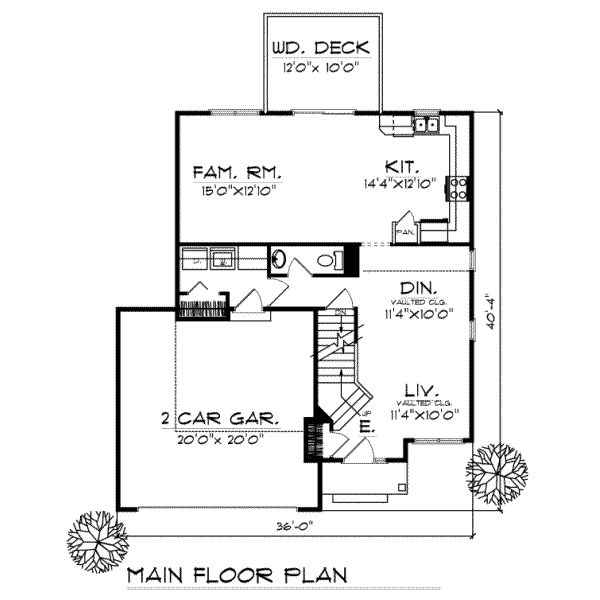 WD. DECK
12'0"x 10'0"
FAM. RM.
15'0"x12'10"
KIT.
14'4"x12'10"
PAN.
DIN.
VAULTED CLG.
11'4"x10'0"
40'-4"
DN
LIV.
VAULTED CLG.
11'4"x10'0"
UP
E.
2 CAR GAR.
20'0"x 20'0"
36'-0"
MAIN FLOOR PLAN